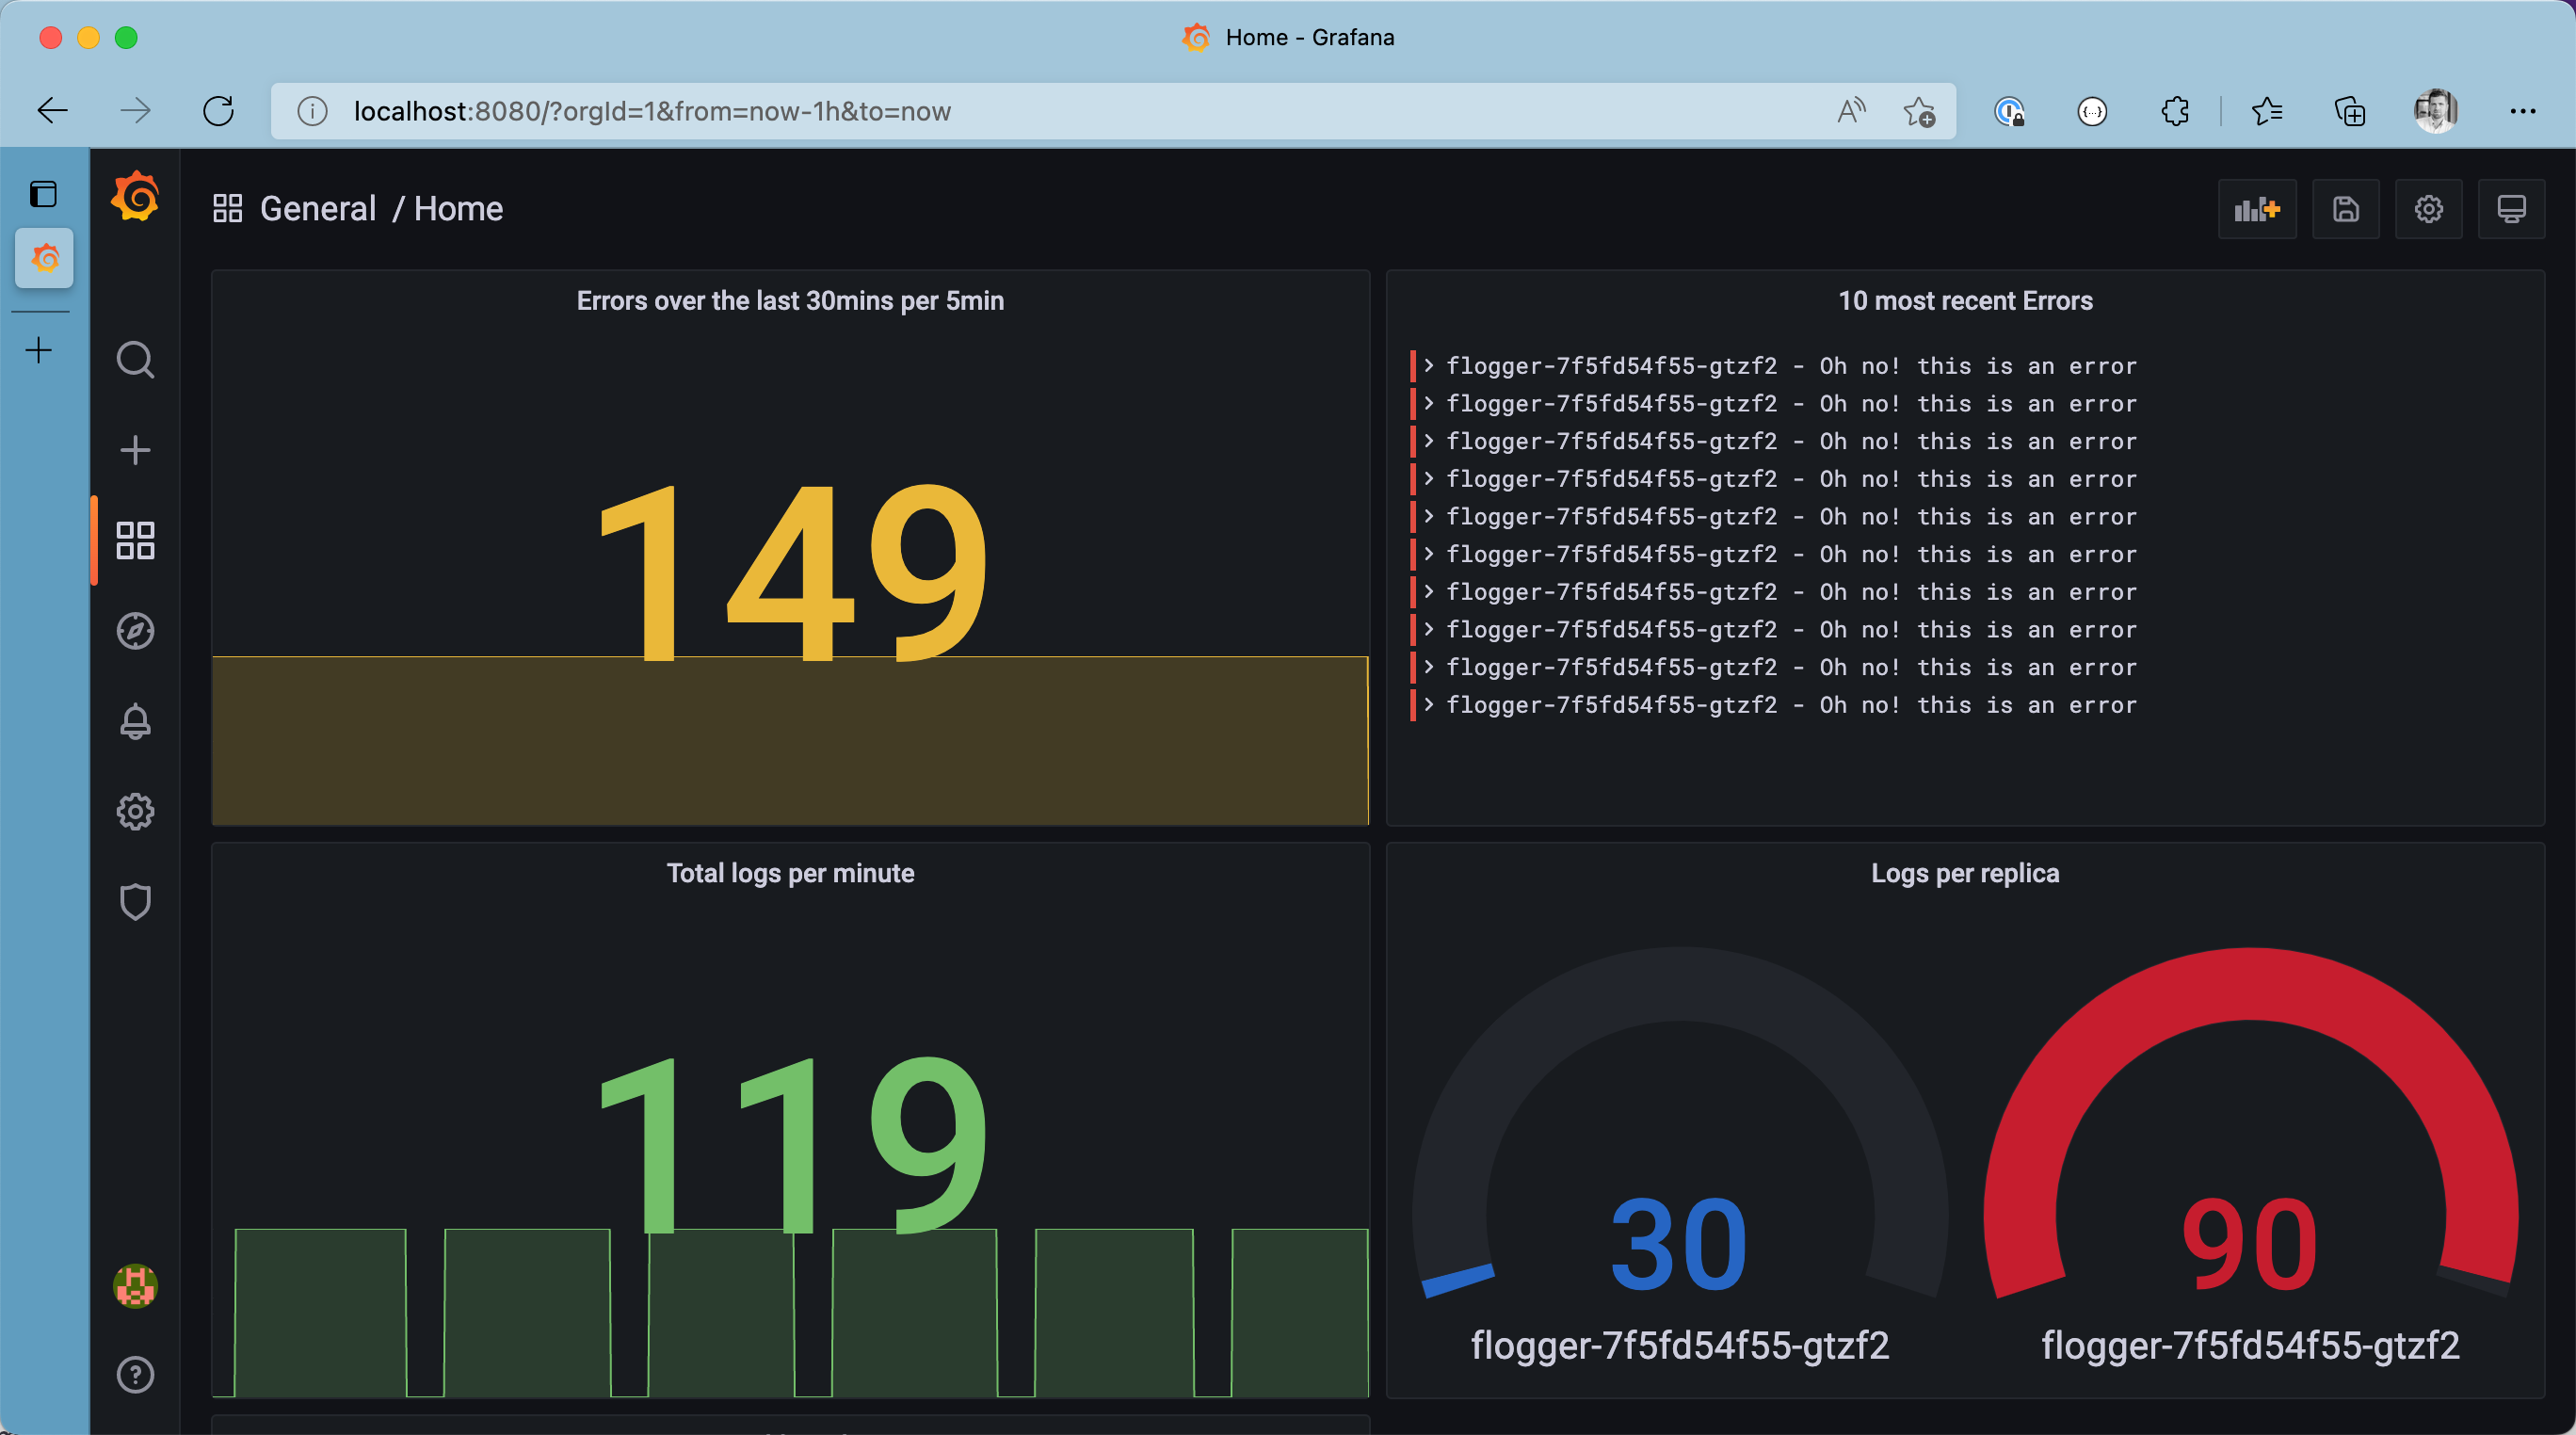 Home - Grafana
localhost:8080/?orgId=1&from=now-1h&to=now
General / Home
Errors over the last 30mins per 5min
149
10 most recent Errors
flogger-7f5fd54f55-gtzf2 - Oh no! this is an error
flogger-7f5fd54f55-gtzf2 - Oh no! this is an error
flogger-7f5fd54f55-gtzf2 - Oh no! this is an error
flogger-7f5fd54f55-gtzf2 - Oh no! this is an error
flogger-7f5fd54f55-gtzf2 - Oh no! this is an error
flogger-7f5fd54f55-gtzf2 - Oh no! this is an error
flogger-7f5fd54f55-gtzf2 - Oh no! this is an error
flogger-7f5fd54f55-gtzf2 - Oh no! this is an error
flogger-7f5fd54f55-gtzf2 - Oh no! this is an error
flogger-7f5fd54f55-gtzf2 - Oh no! this is an error
Total logs per minute
119
Logs per replica
30
flogger-7f5fd54f55-gtzf2
90
flogger-7f5fd54f55-gtzf2